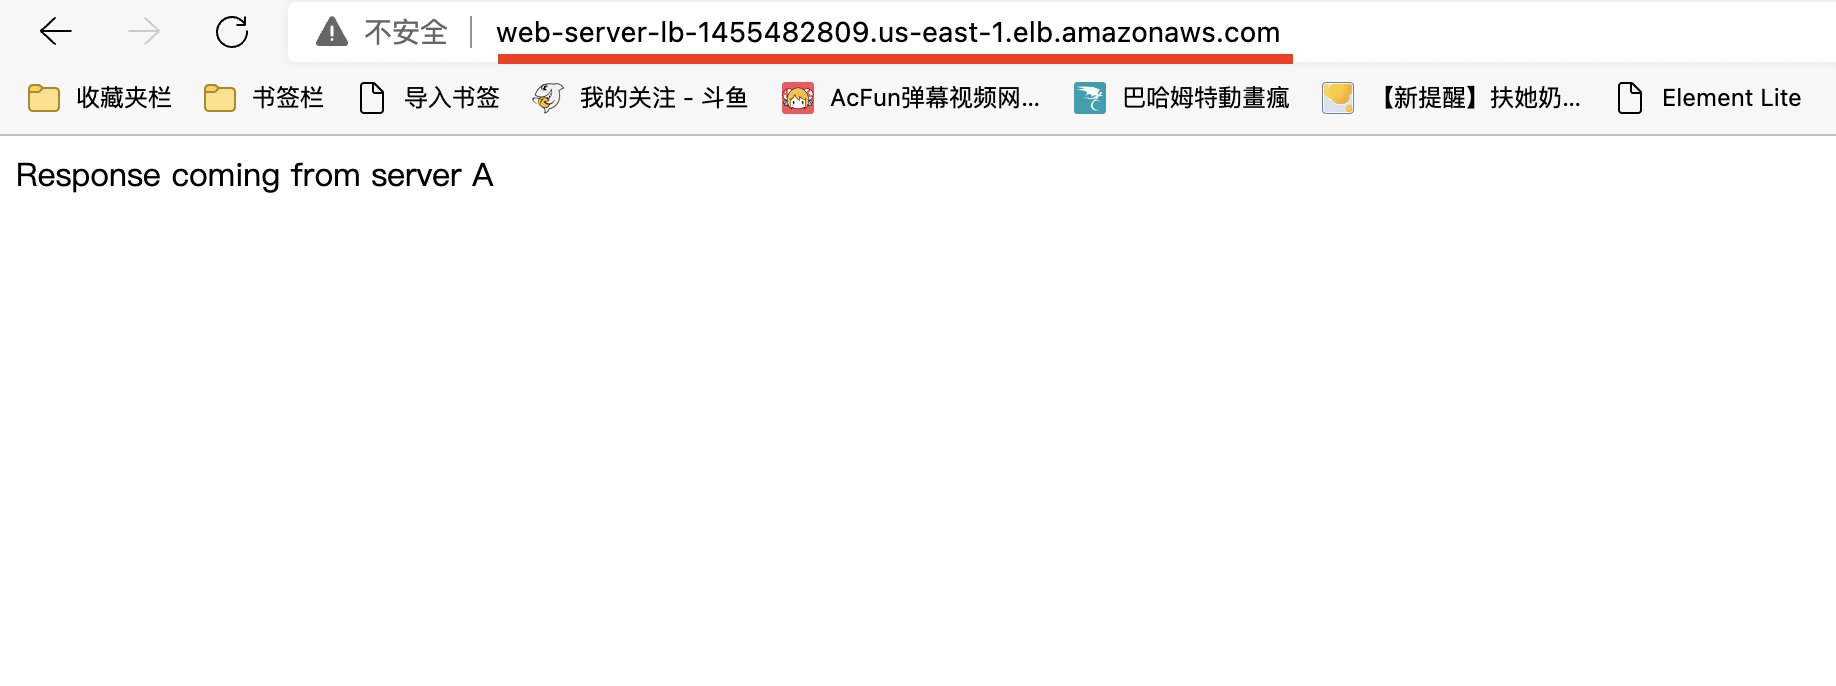 不安全 web-server-lb-1455482809.us-east-1.elb.amazonaws.com
收藏夹栏 书签栏 导入书签 我的关注 - 斗鱼 AcFun弹幕视频网... 巴哈姆特動畫瘋 【新提醒】扶她奶... Element Lite
Response coming from server A